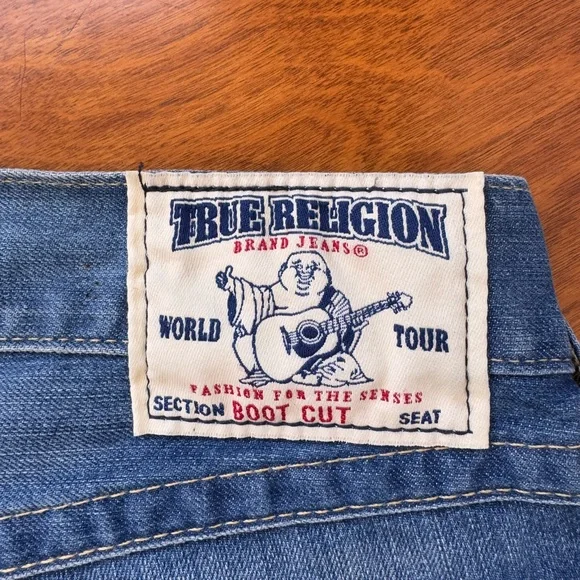 TRUE RELIGION
BRAND JEANS®
WORLD TOUR
FASHION FOR THE SENSES
SECTION BOOT CUT SEAT